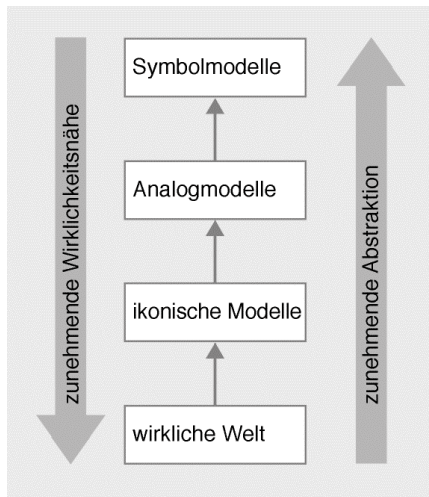 Symbolmodelle
Analogmodelle
ikonische Modelle
wirkliche Welt
zunehmende Wirklichkeitsnähe
zunehmende Abstraktion